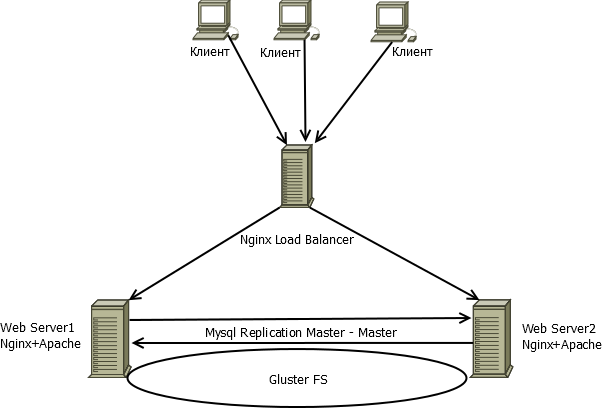 Клиент
Клиент
Клиент
Nginx Load Balancer
Web Server1
Nginx+Apache
Mysql Replication Master - Master
Web Server2
Nginx+Apache
Gluster FS